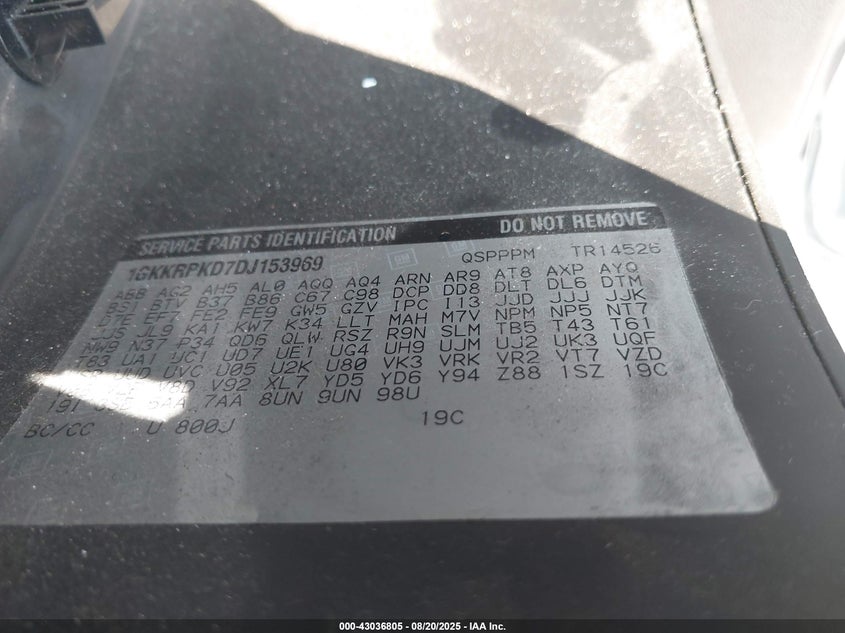 SERVICE PARTS IDENTIFICATION DO NOT REMOVE
1GKKRPKD7DJ153969 QSPPPM TR14526
ABB AG2 AH5 AL0 AQQ AQ4 ARN AR9 AT8 AXP AYQ
BTV B37 B86 C67 C98 DCP DD8 DLT DL6 DTM
EF7 FE2 FE9 GW5 GZV IPC I13 JJD JJJ JJK
JL9 KA1 KW7 K34 LLT MAH M7V NPM NP5 NT7
N37 P34 QD6 QLW RSZ R9N SLM TB5 T43 T61
T83 UA1 UC1 UD7 UE1 UG4 UH9 UJM UJ2 UK3 UQF
UVC U05 U2K U80 VK3 VRK VR2 VT7 VZD
V8D V92 XL7 YD5 YD6 Y94 Z88 1SZ 19C
19I 7AA 8UN 9UN 98U
BC/CC U 800J 19C
000-43036805 - 08/20/2025 - IAA Inc.